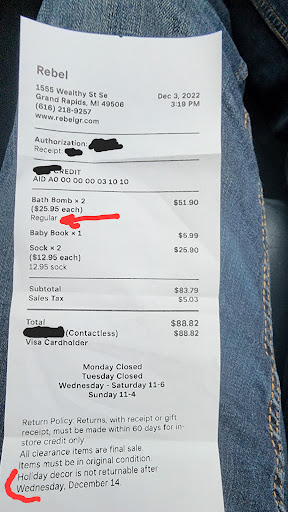 Rebel
1555 Wealthy St Se
Grand Rapids, MI 49506
(616) 218-9257
www.rebelgr.com
Dec 3, 2022
3:19 PM
Authorization:
Receipt
CREDIT
AID A0 00 00 00 03 10 10
Bath Bomb × 2 $51.90
($25.95 each)
Regular
Baby Book × 1 $5.99
Sock × 2 $25.90
($12.95 each)
12.95 sock
Subtotal $83.79
Sales Tax $5.03
Total $88.82
(Contactless) $88.82
Visa Cardholder
Monday Closed
Tuesday Closed
Wednesday - Saturday 11-6
Sunday 11-4
Return Policy: Returns, with receipt or gift
receipt, must be made within 60 days for in-
store credit only
All clearance items are final sale.
Items must be in original condition.
Holiday decor is not returnable after
Wednesday, December 14.